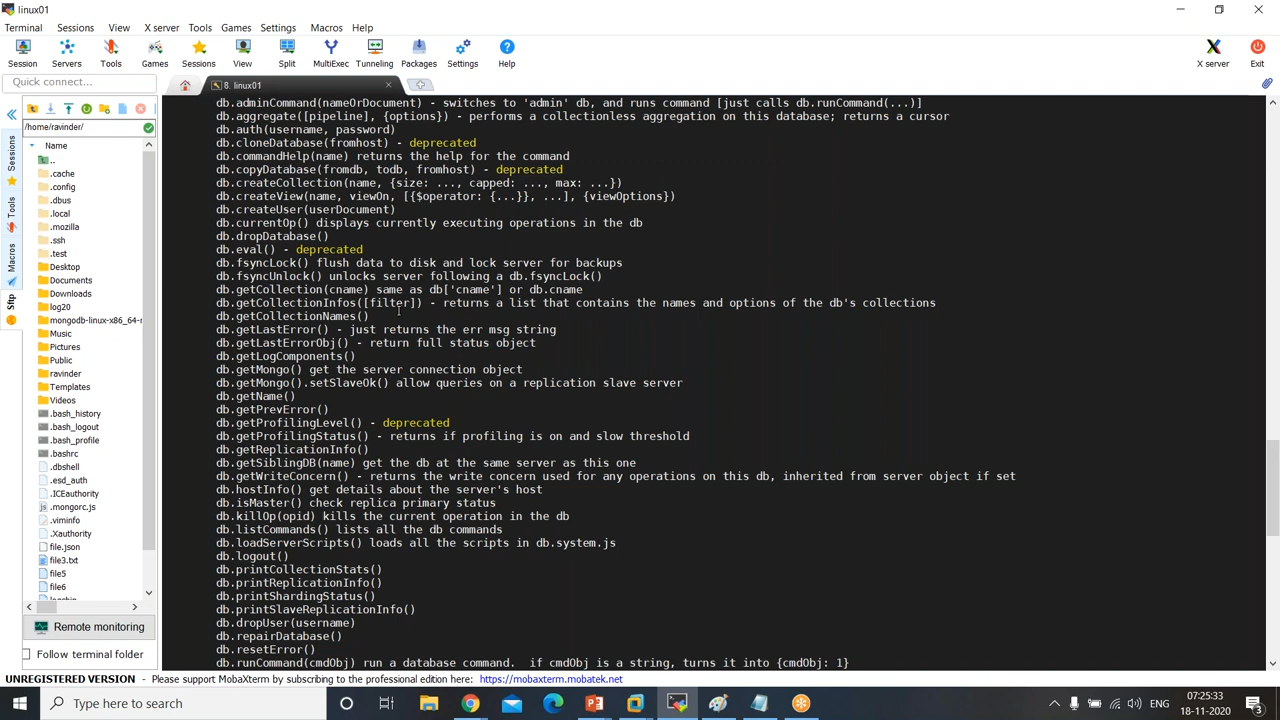 linux01
Terminal Sessions View X server Tools Games Settings Macros Help
Session Servers Tools Games Sessions View Split MultiExec Tunneling Packages Settings Help X server Exit
Quick connect...
8. linux01
/home/ravinder/
Name
..
.cache
.config
.dbus
.local
.mozilla
.ssh
.test
Desktop
Documents
Downloads
log20
mongodb-linux-x86_64-r
Music
Pictures
Public
ravinder
Templates
Videos
.bash_history
.bash_logout
.bash_profile
.bashrc
.dbshell
.esd_auth
.ICEauthority
.mongorc.js
.viminfo
.Xauthority
file.json
file3.txt
file5
file6
Sessions
Tools
Macros
Sftp
Remote monitoring
Follow terminal folder
db.adminCommand(nameOrDocument) - switches to 'admin' db, and runs command [just calls db.runCommand(...)]
db.aggregate([pipeline], {options}) - performs a collectionless aggregation on this database; returns a cursor
db.auth(username, password)
db.cloneDatabase(fromhost) - deprecated
db.commandHelp(name) returns the help for the command
db.copyDatabase(fromdb, todb, fromhost) - deprecated
db.createCollection(name, {size: ..., capped: ..., max: ...})
db.createView(name, viewOn, [{$operator: {...}}, ...], {viewOptions})
db.createUser(userDocument)
db.currentOp() displays currently executing operations in the db
db.dropDatabase()
db.eval() - deprecated
db.fsyncLock() flush data to disk and lock server for backups
db.fsyncUnlock() unlocks server following a db.fsyncLock()
db.getCollection(cname) same as db['cname'] or db.cname
db.getCollectionInfos([filter]) - returns a list that contains the names and options of the db's collections
db.getCollectionNames()
db.getLastError() - just returns the err msg string
db.getLastErrorObj() - return full status object
db.getLogComponents()
db.getMongo() get the server connection object
db.getMongo().setSlaveOk() allow queries on a replication slave server
db.getName()
db.getPrevError()
db.getProfilingLevel() - deprecated
db.getProfilingStatus() - returns if profiling is on and slow threshold
db.getReplicationInfo()
db.getSiblingDB(name) get the db at the same server as this one
db.getWriteConcern() - returns the write concern used for any operations on this db, inherited from server object if set
db.hostInfo() get details about the server's host
db.isMaster() check replica primary status
db.killOp(opid) kills the current operation in the db
db.listCommands() lists all the db commands
db.loadServerScripts() loads all the scripts in db.system.js
db.logout()
db.printCollectionStats()
db.printReplicationInfo()
db.printShardingStatus()
db.printSlaveReplicationInfo()
db.dropUser(username)
db.repairDatabase()
db.resetError()
db.runCommand(cmdObj) run a database command.  if cmdObj is a string, turns it into {cmdObj: 1}
UNREGISTERED VERSION - Please support MobaXterm by subscribing to the professional edition here: https://mobaxterm.mobatek.net
Type here to search
ENG
07:25:33
18-11-2020
3